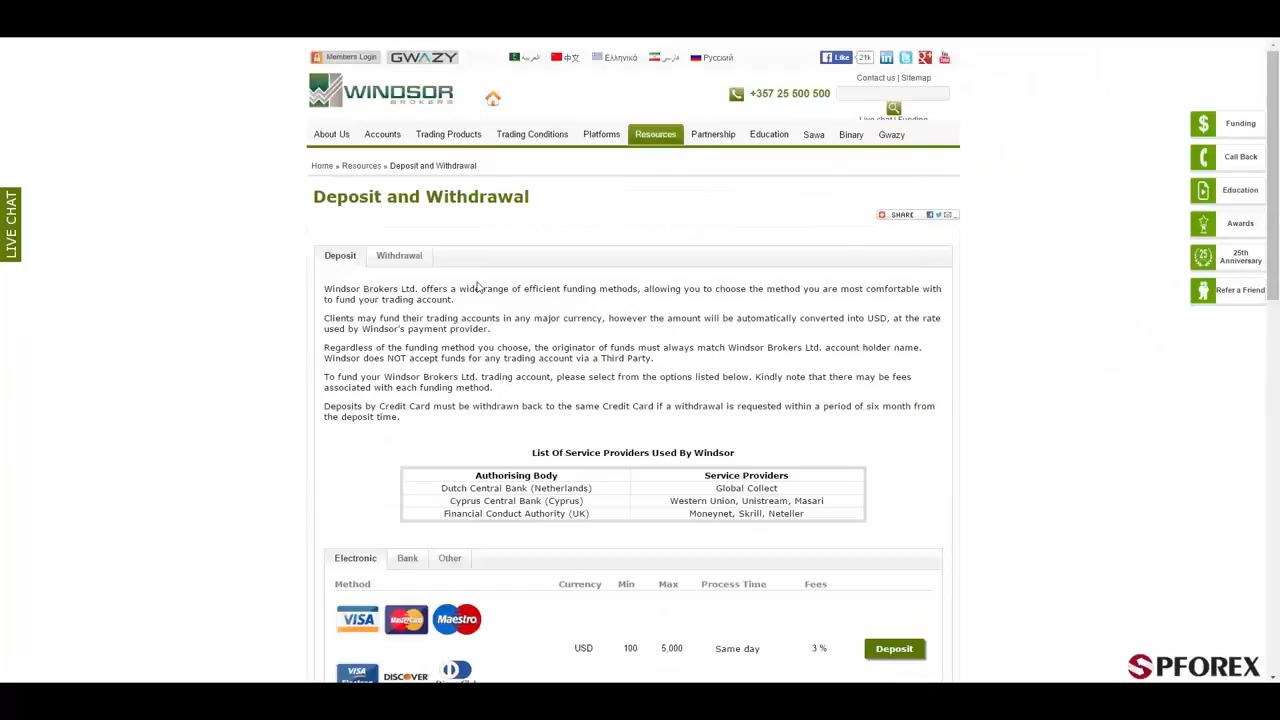 Members Login
GWAZY
العربية
中文
Ελληνικά
فارسی
Русский
Like
21k
Contact us | Sitemap
WINDSOR
BROKERS
+357 25 500 500
Live chat | Funding
About Us Accounts Trading Products Trading Conditions Platforms Resources Partnership Education Sawa Binary Gwazy
Home » Resources » Deposit and Withdrawal
Deposit and Withdrawal
SHARE
Deposit Withdrawal
Windsor Brokers Ltd. offers a wide range of efficient funding methods, allowing you to choose the method you are most comfortable with
to fund your trading account.
Clients may fund their trading accounts in any major currency, however the amount will be automatically converted into USD, at the rate
used by Windsor's payment provider.
Regardless of the funding method you choose, the originator of funds must always match Windsor Brokers Ltd. account holder name.
Windsor does NOT accept funds for any trading account via a Third Party.
To fund your Windsor Brokers Ltd. trading account, please select from the options listed below. Kindly note that there may be fees
associated with each funding method.
Deposits by Credit Card must be withdrawn back to the same Credit Card if a withdrawal is requested within a period of six month from
the deposit time.
List Of Service Providers Used By Windsor
Authorising Body Service Providers
Dutch Central Bank (Netherlands) Global Collect
Cyprus Central Bank (Cyprus) Western Union, Unistream, Masari
Financial Conduct Authority (UK) Moneynet, Skrill, Neteller
Electronic Bank Other
Method Currency Min Max Process Time Fees
VISA MasterCard Maestro
USD 100 5,000 Same day 3 % Deposit
VISA DISCOVER
LIVE CHAT
Funding
Call Back
Education
Awards
25
25th
Anniversary
Refer a Friend
SPFOREX